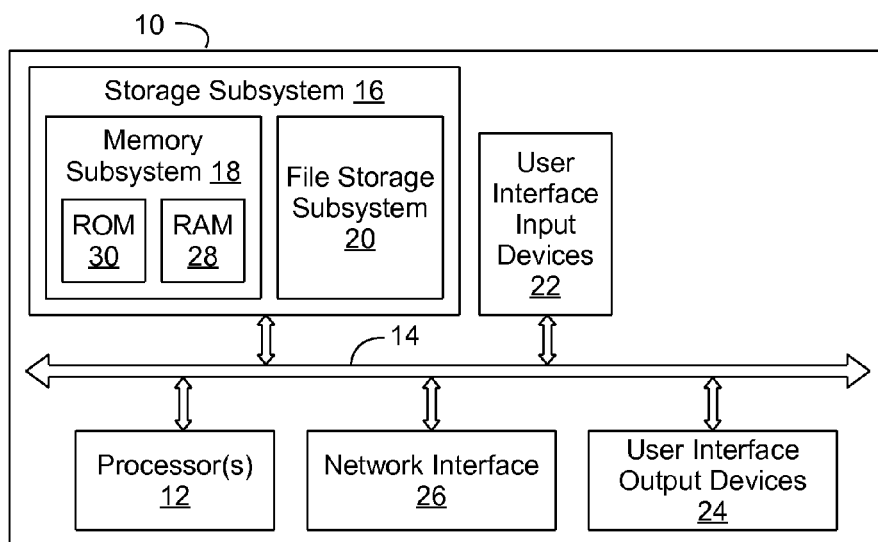 10
Storage Subsystem 16
Memory
Subsystem 18
ROM
30
RAM
28
File Storage
Subsystem
20
User
Interface
Input
Devices
22
14
Processor(s)
12
Network Interface
26
User Interface
Output Devices
24